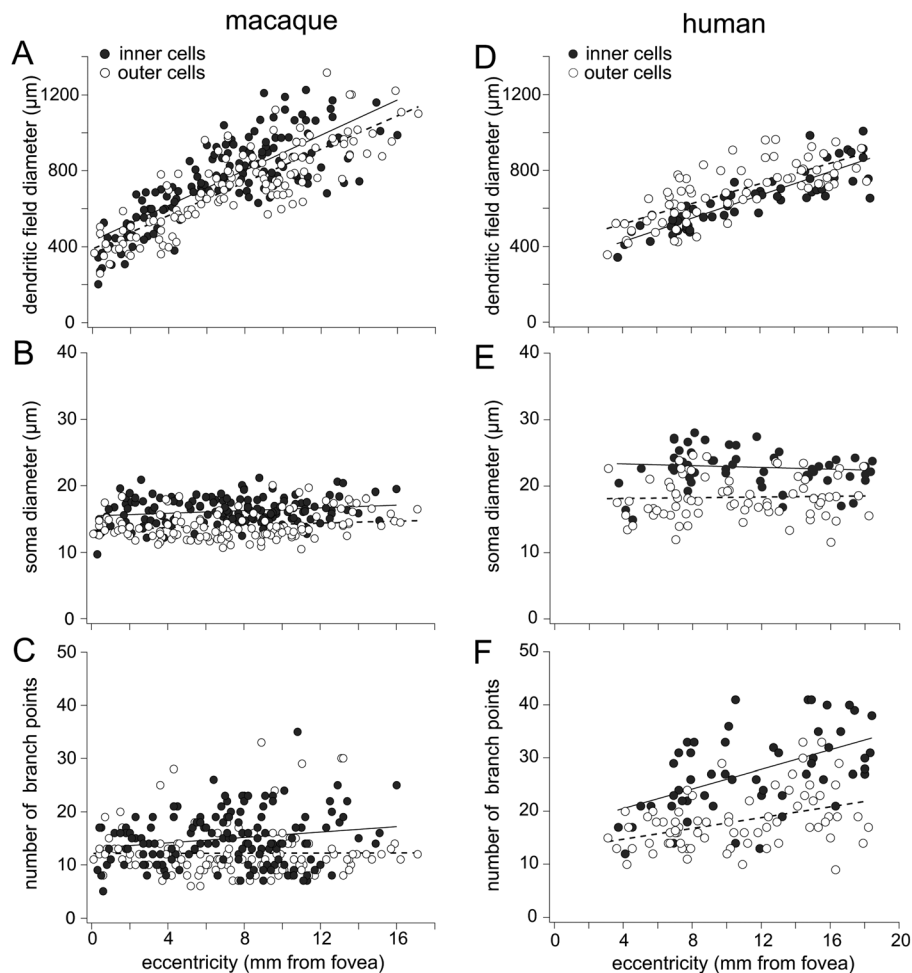 macaque
human
A
inner cells
outer cells
dendritic field diameter (µm)
1200
800
400
0
D
inner cells
outer cells
dendritic field diameter (µm)
1200
800
400
0
B
soma diameter (µm)
40
30
20
10
0
E
soma diameter (µm)
40
30
20
10
0
C
number of branch points
50
40
30
20
10
0
0 4 8 12 16
eccentricity (mm from fovea)
F
number of branch points
50
40
30
20
10
0
4 8 12 16 20
eccentricity (mm from fovea)